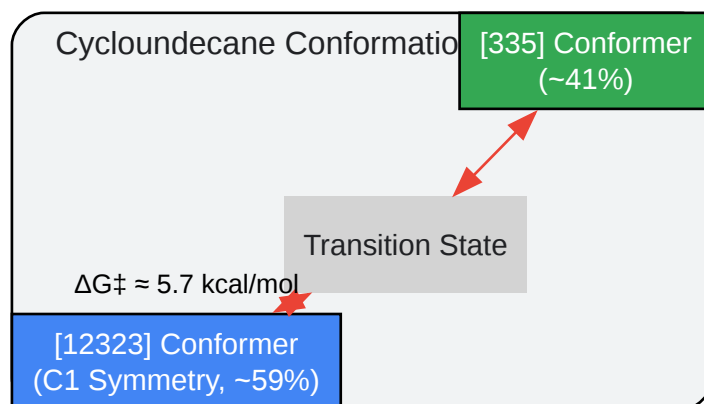 Cycloundecane Conformatio
[335] Conformer
(~41%)
Transition State
ΔG‡ ≈ 5.7 kcal/mol
[12323] Conformer
(C1 Symmetry, ~59%)